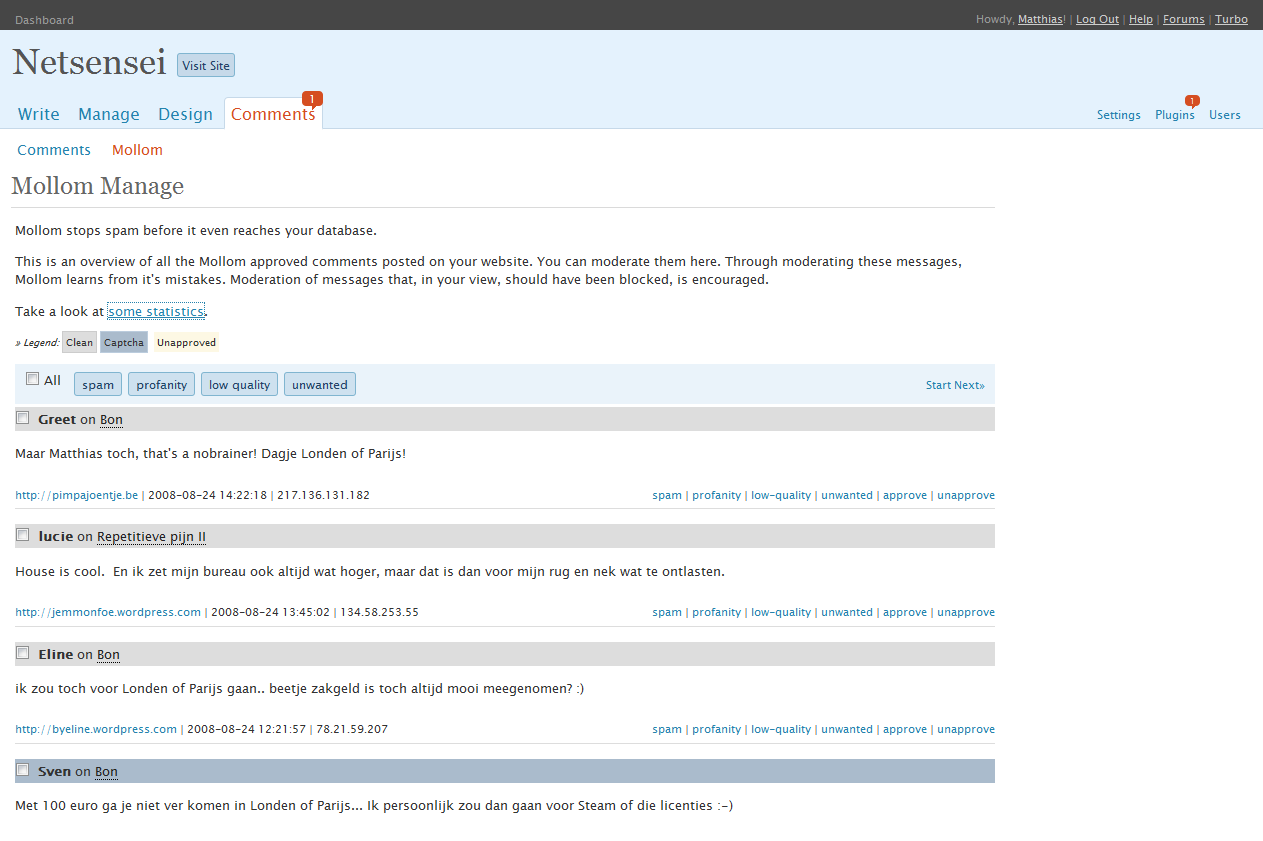 Dashboard Howdy, Matthias! | Log Out | Help | Forums | Turbo
Netsensei Visit Site
1
Write Manage Design Comments
1
Settings Plugins Users
Comments Mollom
Mollom Manage
Mollom stops spam before it even reaches your database.
This is an overview of all the Mollom approved comments posted on your website. You can moderate them here. Through moderating these messages,
Mollom learns from it's mistakes. Moderation of messages that, in your view, should have been blocked, is encouraged.
Take a look at some statistics.
» Legend: Clean Captcha Unapproved
All spam profanity low quality unwanted Start Next»
Greet on Bon
Maar Matthias toch, that's a nobrainer! Dagje Londen of Parijs!
http://pimpajoentje.be | 2008-08-24 14:22:18 | 217.136.131.182 spam | profanity | low-quality | unwanted | approve | unapprove
lucie on Repetitieve pijn II
House is cool. En ik zet mijn bureau ook altijd wat hoger, maar dat is dan voor mijn rug en nek wat te ontlasten.
http://jemmonfoe.wordpress.com | 2008-08-24 13:45:02 | 134.58.253.55 spam | profanity | low-quality | unwanted | approve | unapprove
Eline on Bon
ik zou toch voor Londen of Parijs gaan.. beetje zakgeld is toch altijd mooi meegenomen? :)
http://byeline.wordpress.com | 2008-08-24 12:21:57 | 78.21.59.207 spam | profanity | low-quality | unwanted | approve | unapprove
Sven on Bon
Met 100 euro ga je niet ver komen in Londen of Parijs... Ik persoonlijk zou dan gaan voor Steam of die licenties :-)